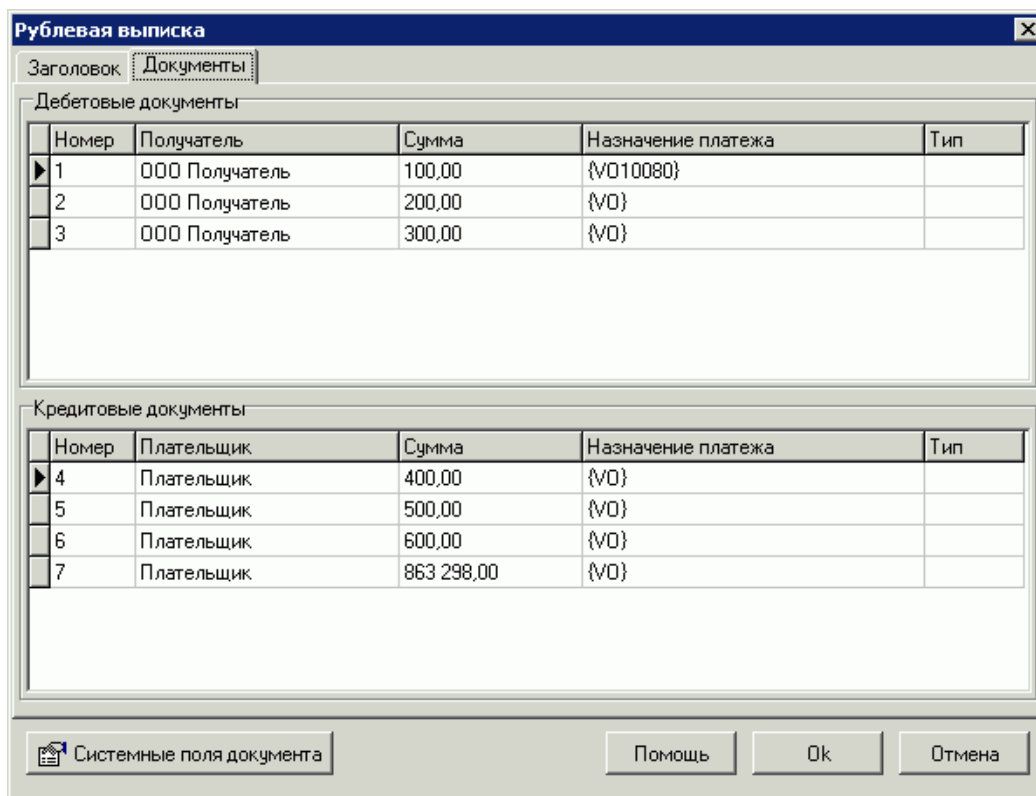 Рублевая выписка
Заголовок Документы
Дебетовые документы
Номер Получатель Сумма Назначение платежа Тип
1 ООО Получатель 100,00 {VO10080}
2 ООО Получатель 200,00 {VO}
3 ООО Получатель 300,00 {VO}
Кредитовые документы
Номер Плательщик Сумма Назначение платежа Тип
4 Плательщик 400,00 {VO}
5 Плательщик 500,00 {VO}
6 Плательщик 600,00 {VO}
7 Плательщик 863 298,00 {VO}
Системные поля документа Помощь Ok Отмена